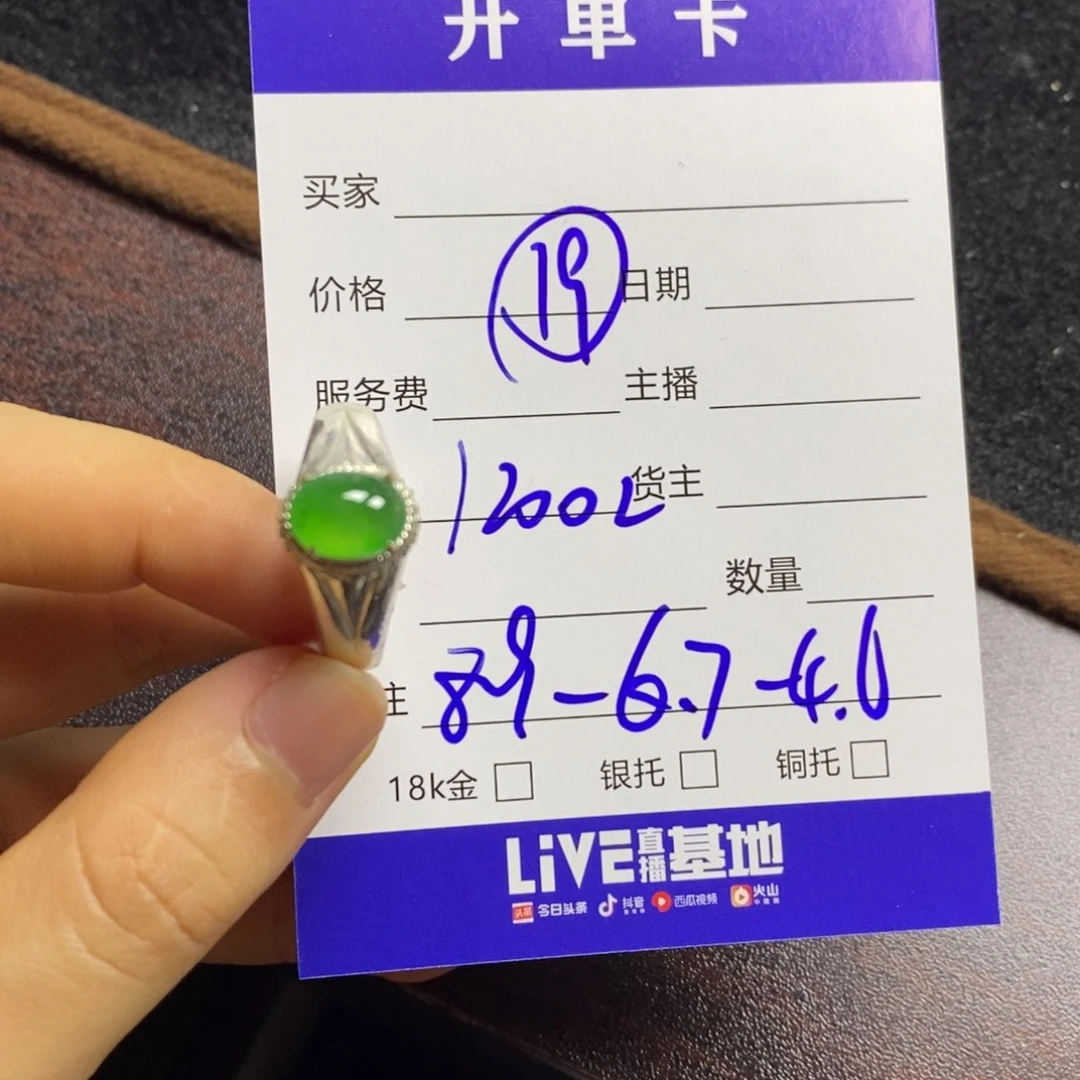 开单卡
买家
价格 19 日期
服务费 主播
1200 货主
数量
主 8.9-6.7-4.0
18k金 银托 铜托
LiVE直播基地
头条 今日头条 抖音 西瓜视频 火山